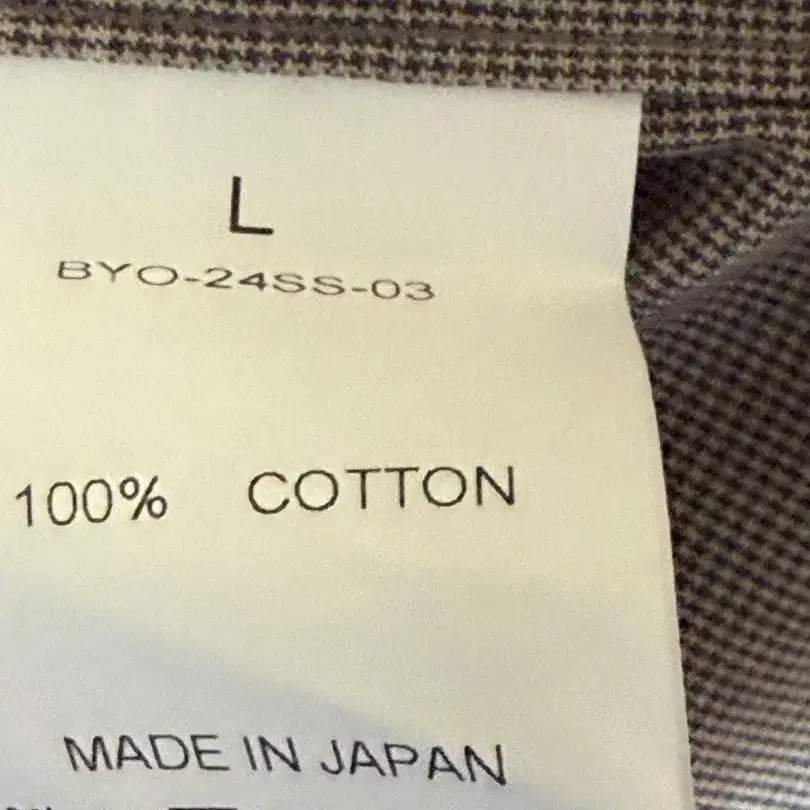 L
BYO-24SS-03
100% COTTON
MADE IN JAPAN